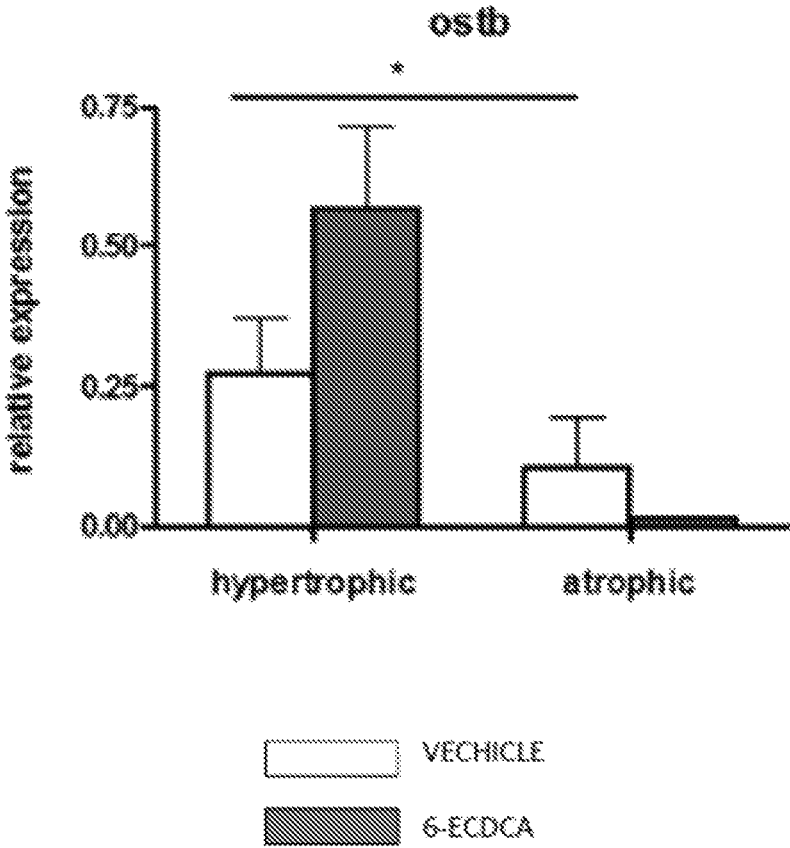 ostb
*
0.75
0.50
0.25
0.00
relative expression
hypertrophic atrophic
VECHICLE
6-ECDCA